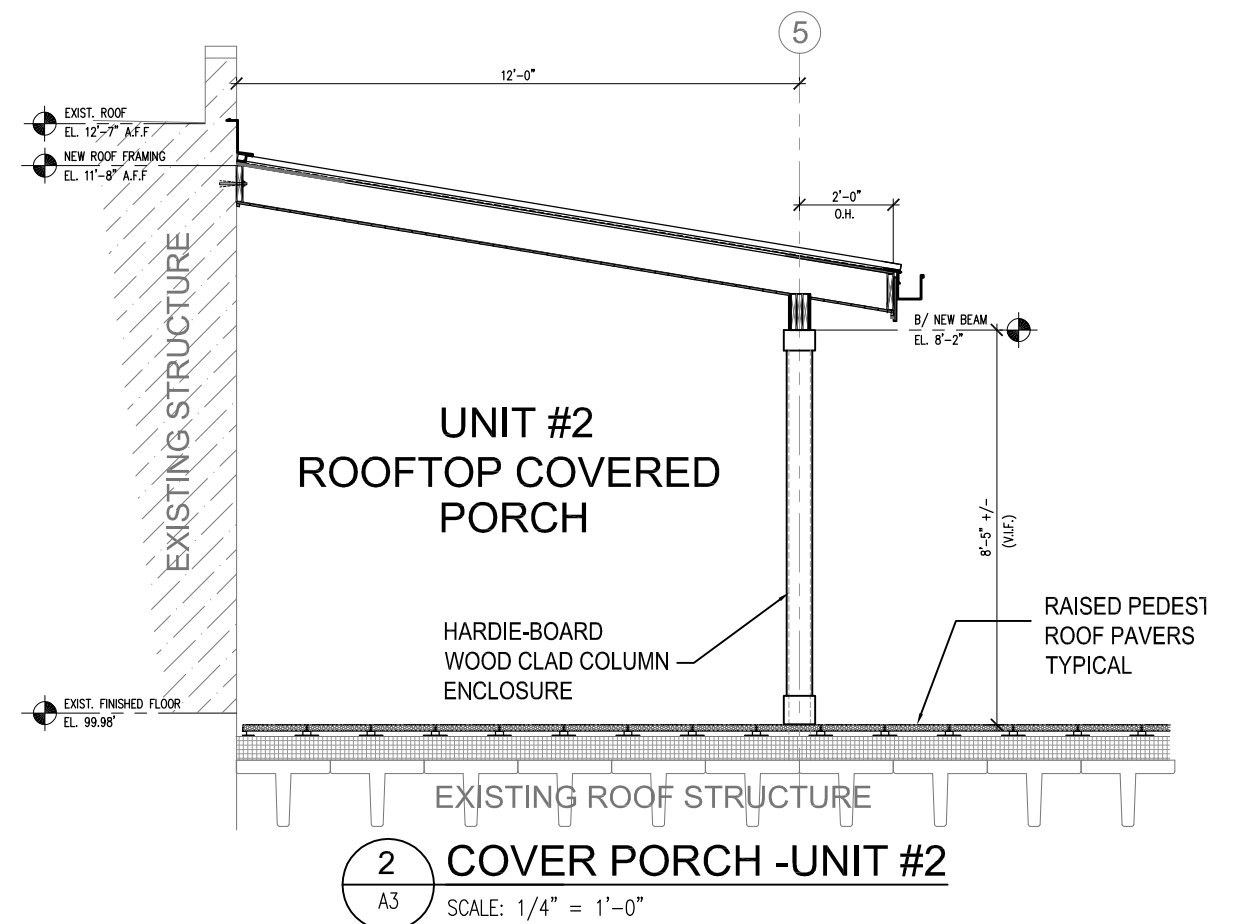 5
12'-0"
EXIST. ROOF
EL. 12'-7" A.F.F
NEW ROOF FRAMING
EL. 11'-8" A.F.F
2'-0"
O.H.
B/ NEW BEAM
EL. 8'-2"
EXISTING STRUCTURE
UNIT #2
ROOFTOP COVERED
PORCH
8'-5" +/-
(V.I.F.)
HARDIE-BOARD
WOOD CLAD COLUMN
ENCLOSURE
RAISED PEDEST
ROOF PAVERS
TYPICAL
EXIST. FINISHED FLOOR
EL. 99.98'
EXISTING ROOF STRUCTURE
2
A3
COVER PORCH -UNIT #2
SCALE: 1/4" = 1'-0"